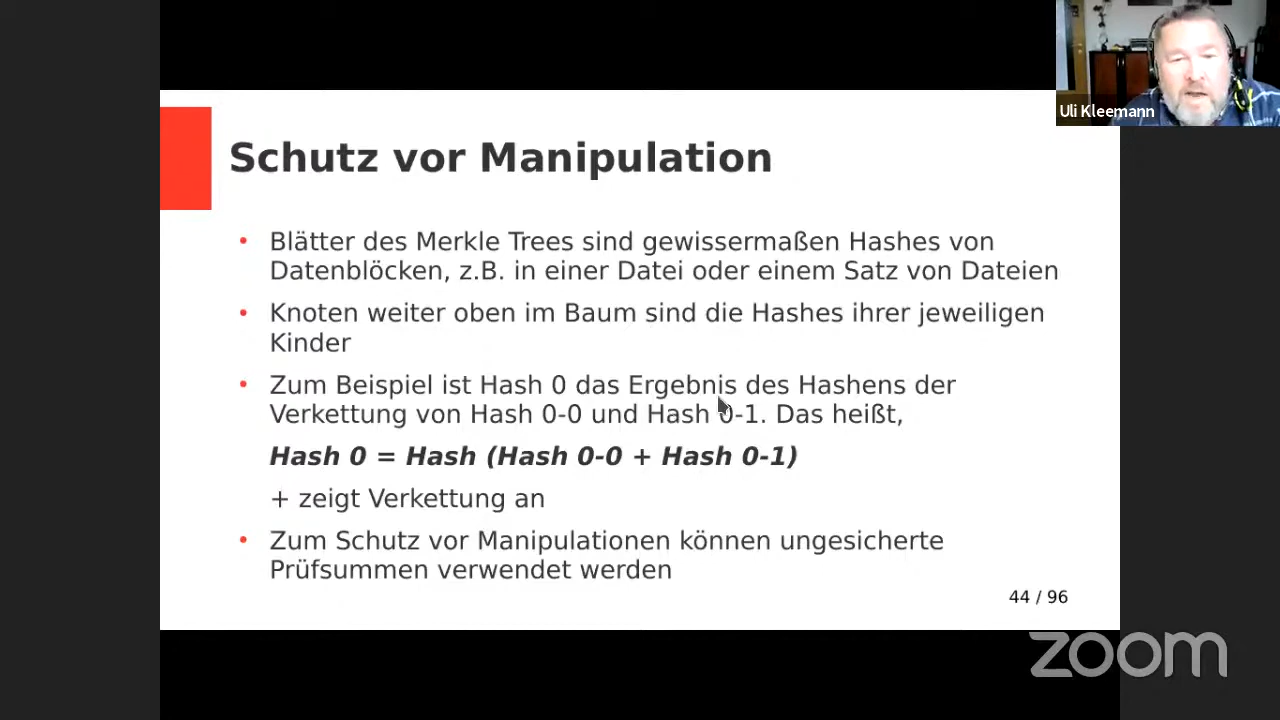 Uli Kleemann
Schutz vor Manipulation
• Blätter des Merkle Trees sind gewissermaßen Hashes von
Datenblöcken, z.B. in einer Datei oder einem Satz von Dateien
• Knoten weiter oben im Baum sind die Hashes ihrer jeweiligen
Kinder
• Zum Beispiel ist Hash 0 das Ergebnis des Hashens der
Verkettung von Hash 0-0 und Hash 0-1. Das heißt,
Hash 0 = Hash (Hash 0-0 + Hash 0-1)
+ zeigt Verkettung an
• Zum Schutz vor Manipulationen können ungesicherte
Prüfsummen verwendet werden
44 / 96
zoom